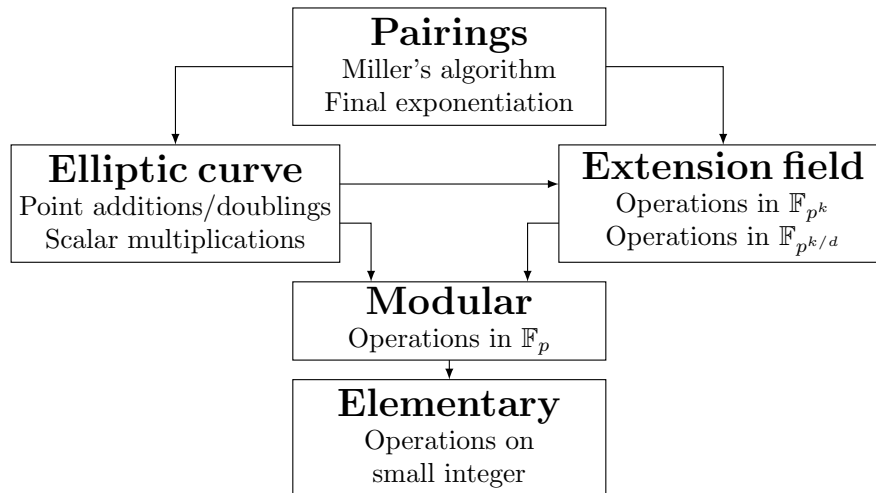 Pairings
Miller's algorithm
Final exponentiation
Elliptic curve
Point additions/doublings
Scalar multiplications
Extension field
Operations in 𝔽_{p^k}
Operations in 𝔽_{p^{k/d}}
Modular
Operations in 𝔽_p
Elementary
Operations on
small integer